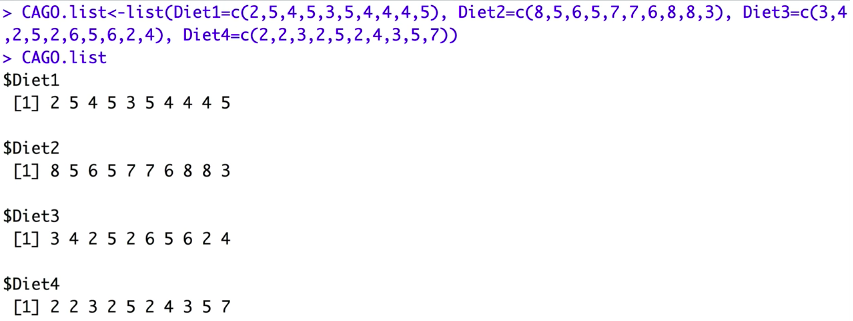 > CAGO.list<-list(Diet1=c(2,5,4,5,3,5,4,4,4,5), Diet2=c(8,5,6,5,7,7,6,8,8,3), Diet3=c(3,4
,2,5,2,6,5,6,2,4), Diet4=c(2,2,3,2,5,2,4,3,5,7))
> CAGO.list
$Diet1
 [1] 2 5 4 5 3 5 4 4 4 5

$Diet2
 [1] 8 5 6 5 7 7 6 8 8 3

$Diet3
 [1] 3 4 2 5 2 6 5 6 2 4

$Diet4
 [1] 2 2 3 2 5 2 4 3 5 7